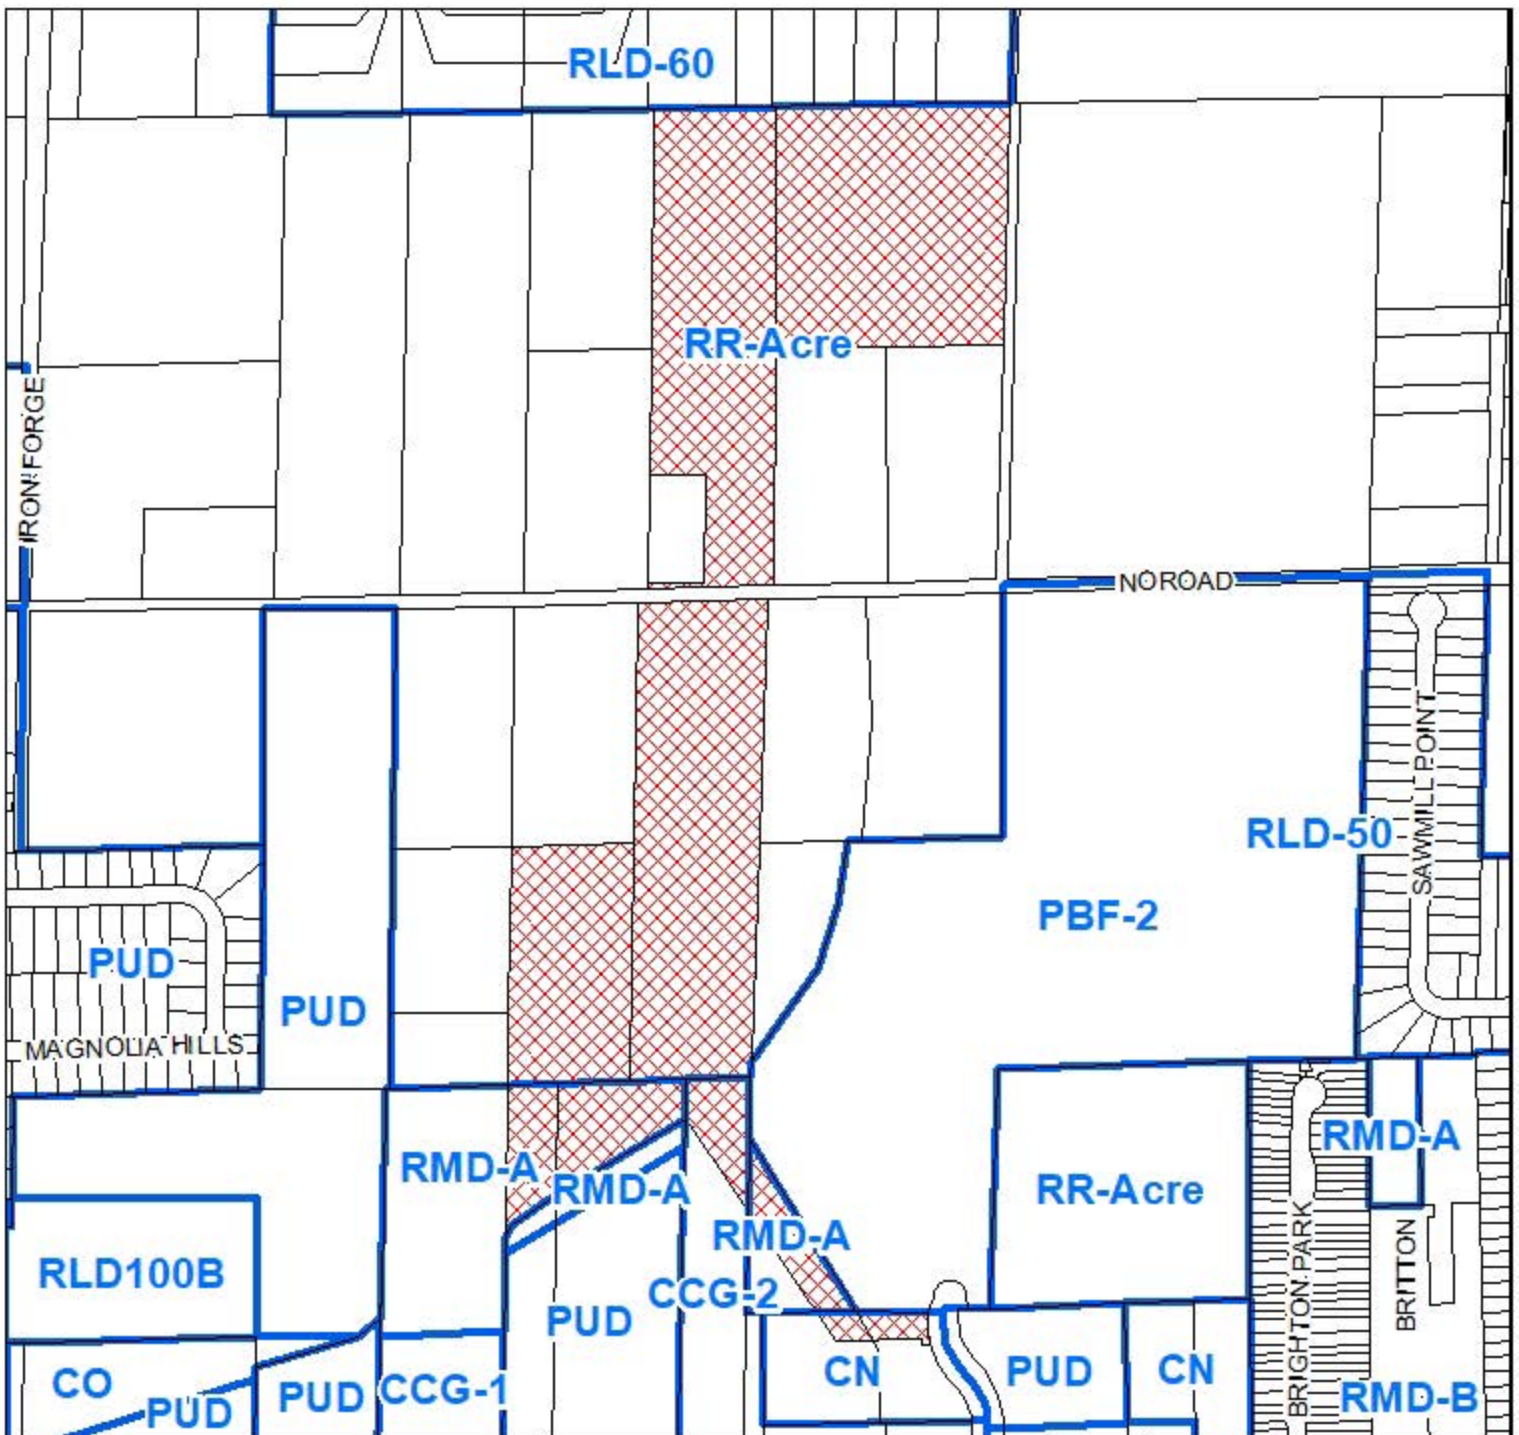 RLD-60
RR-Acre
IRON FORGE
NOROAD
SAWMILL POINT
RLD-50
PBF-2
PUD
PUD
MAGNOLIA HILLS
RMD-A
RMD-A
RMD-A
RMD-A
RR-Acre
RLD100B
CCG-2
PUD
BRIGHTON PARK
BRITTON
CO
PUD
PUD
CCG-1
CN
PUD
CN
RMD-B